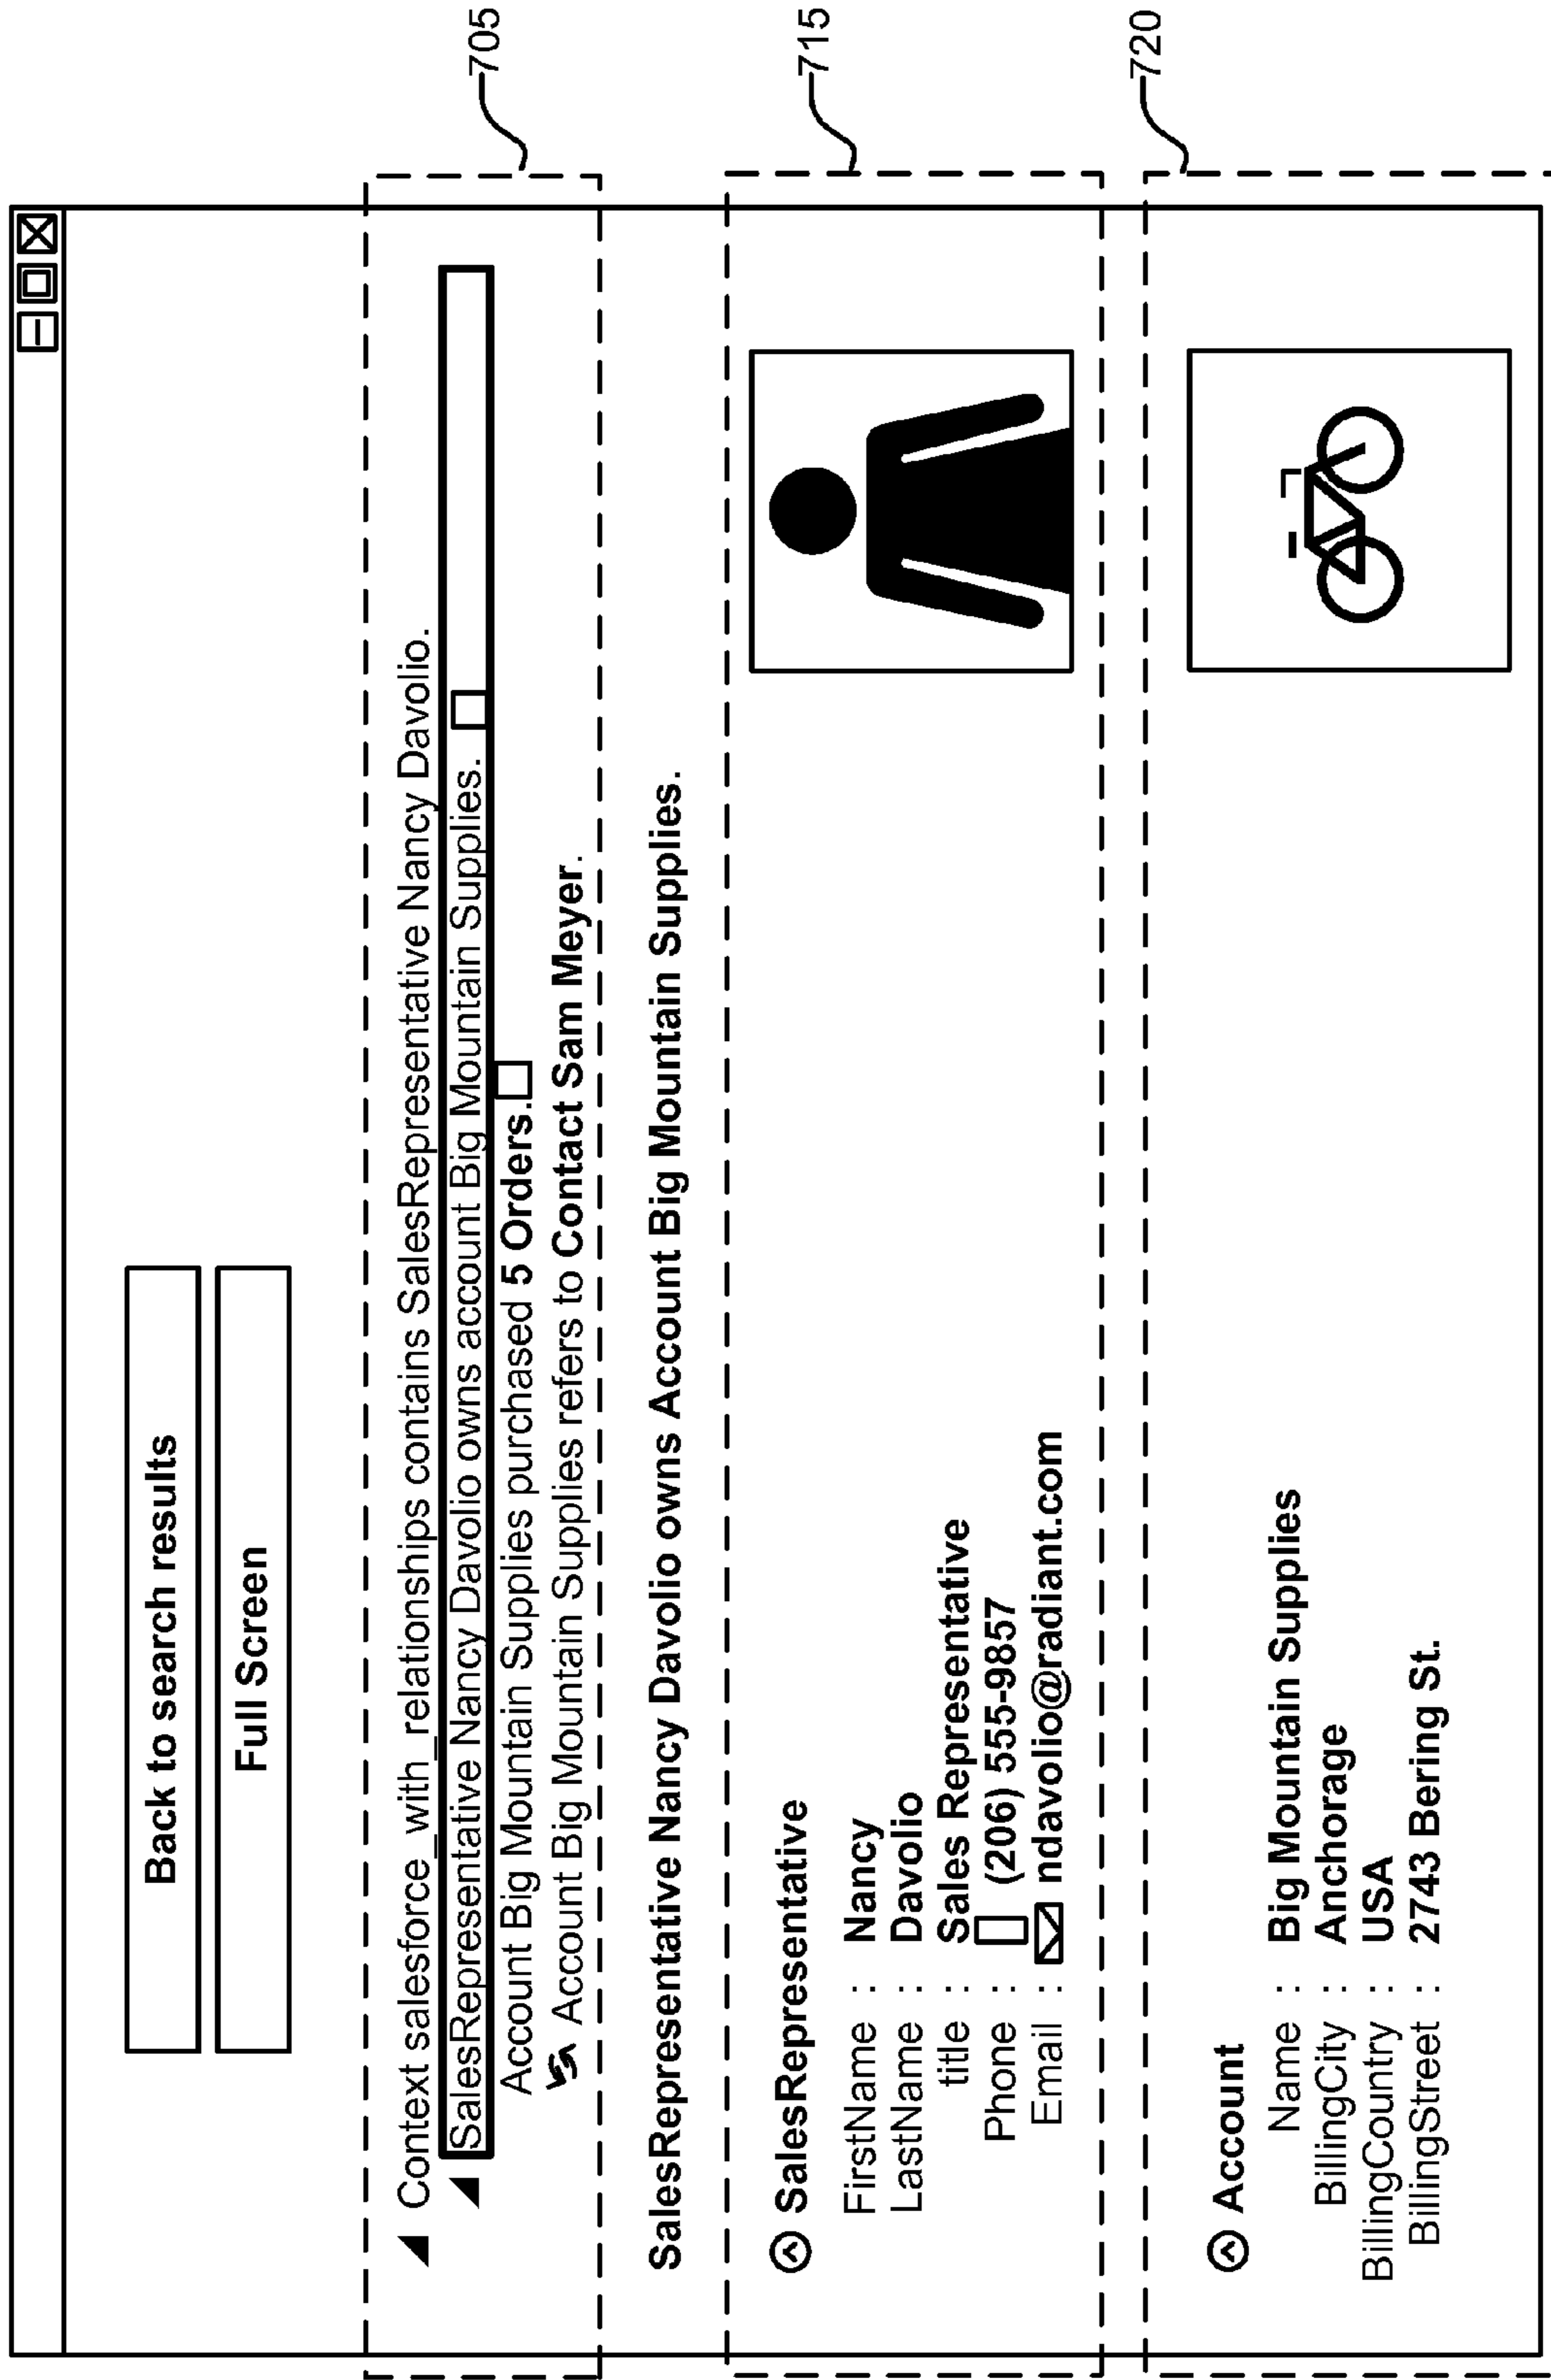 Back to search results
Full Screen
Context salesforce_with_relationships contains SalesRepresentative Nancy Davolio.
SalesRepresentative Nancy Davolio owns account Big Mountain Supplies.
Account Big Mountain Supplies purchased 5 Orders.
Account Big Mountain Supplies refers to Contact Sam Meyer.
705
SalesRepresentative Nancy Davolio owns Account Big Mountain Supplies.
SalesRepresentative
FirstName : Nancy
LastName : Davolio
title : Sales Representative
Phone : (206) 555-9857
Email : ndavolio@radiant.com
715
Account
Name : Big Mountain Supplies
BillingCity : Anchorage
BillingCountry : USA
BillingStreet : 2743 Bering St.
720